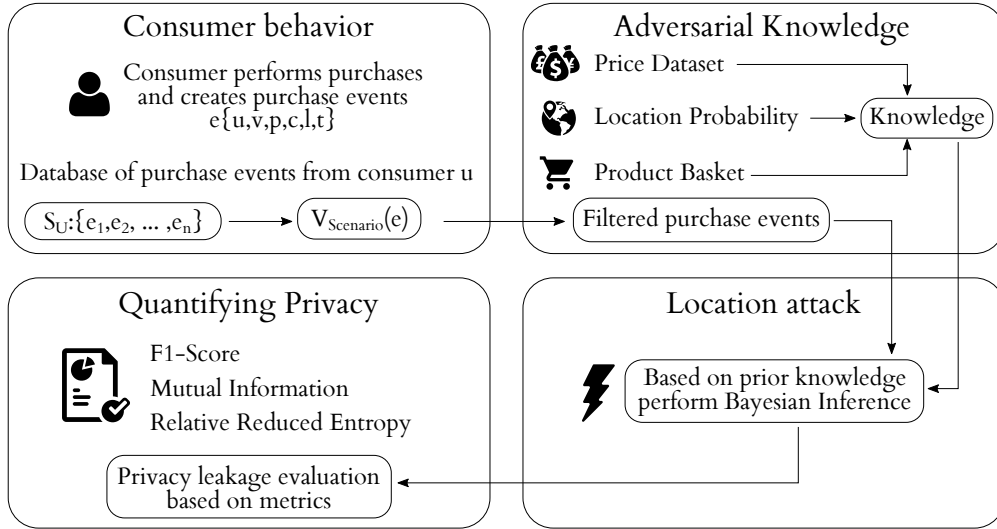 Consumer behavior
Consumer performs purchases
and creates purchase events
e{u,v,p,c,l,t}
Database of purchase events from consumer u
S_U:{e_1,e_2, ... ,e_n}
V_Scenario(e)
Adversarial Knowledge
£ $ ¥
Price Dataset
Location Probability
Knowledge
Product Basket
Filtered purchase events
Quantifying Privacy
F1-Score
Mutual Information
Relative Reduced Entropy
Privacy leakage evaluation
based on metrics
Location attack
Based on prior knowledge
perform Bayesian Inference